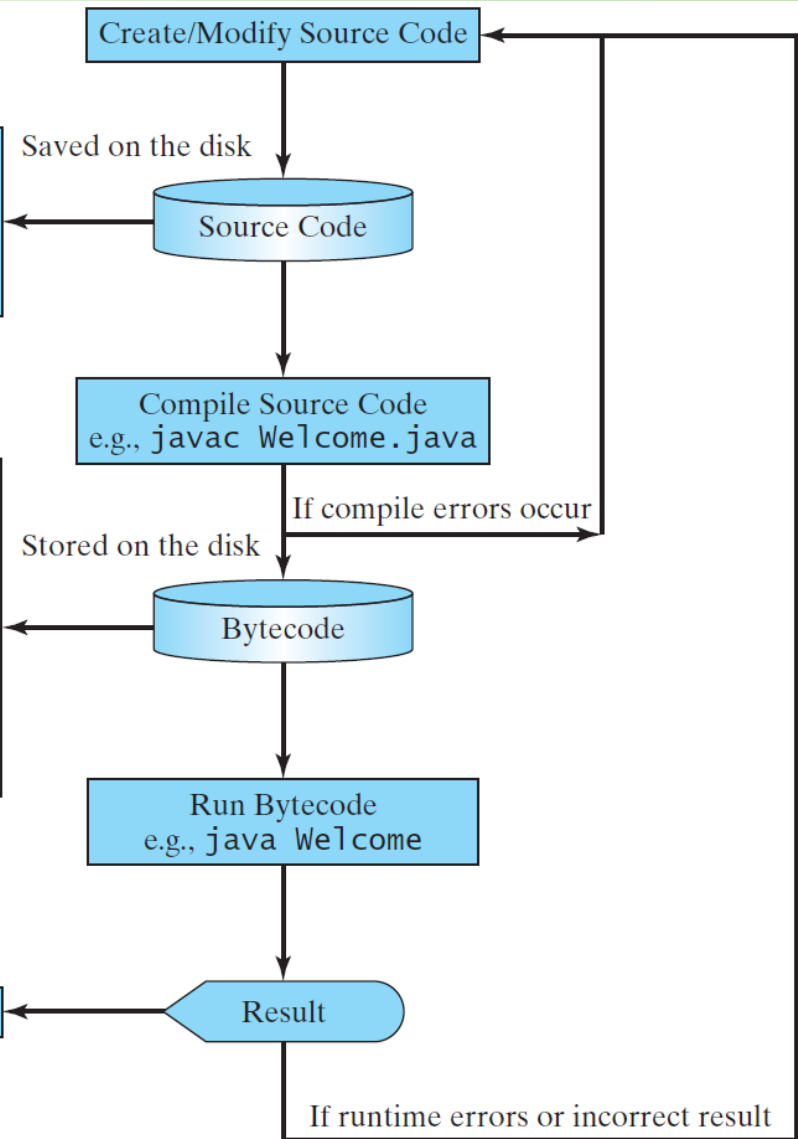 Create/Modify Source Code
Saved on the disk
Source Code
Compile Source Code
e.g., javac Welcome.java
If compile errors occur
Stored on the disk
Bytecode
Run Bytecode
e.g., java Welcome
Result
If runtime errors or incorrect result